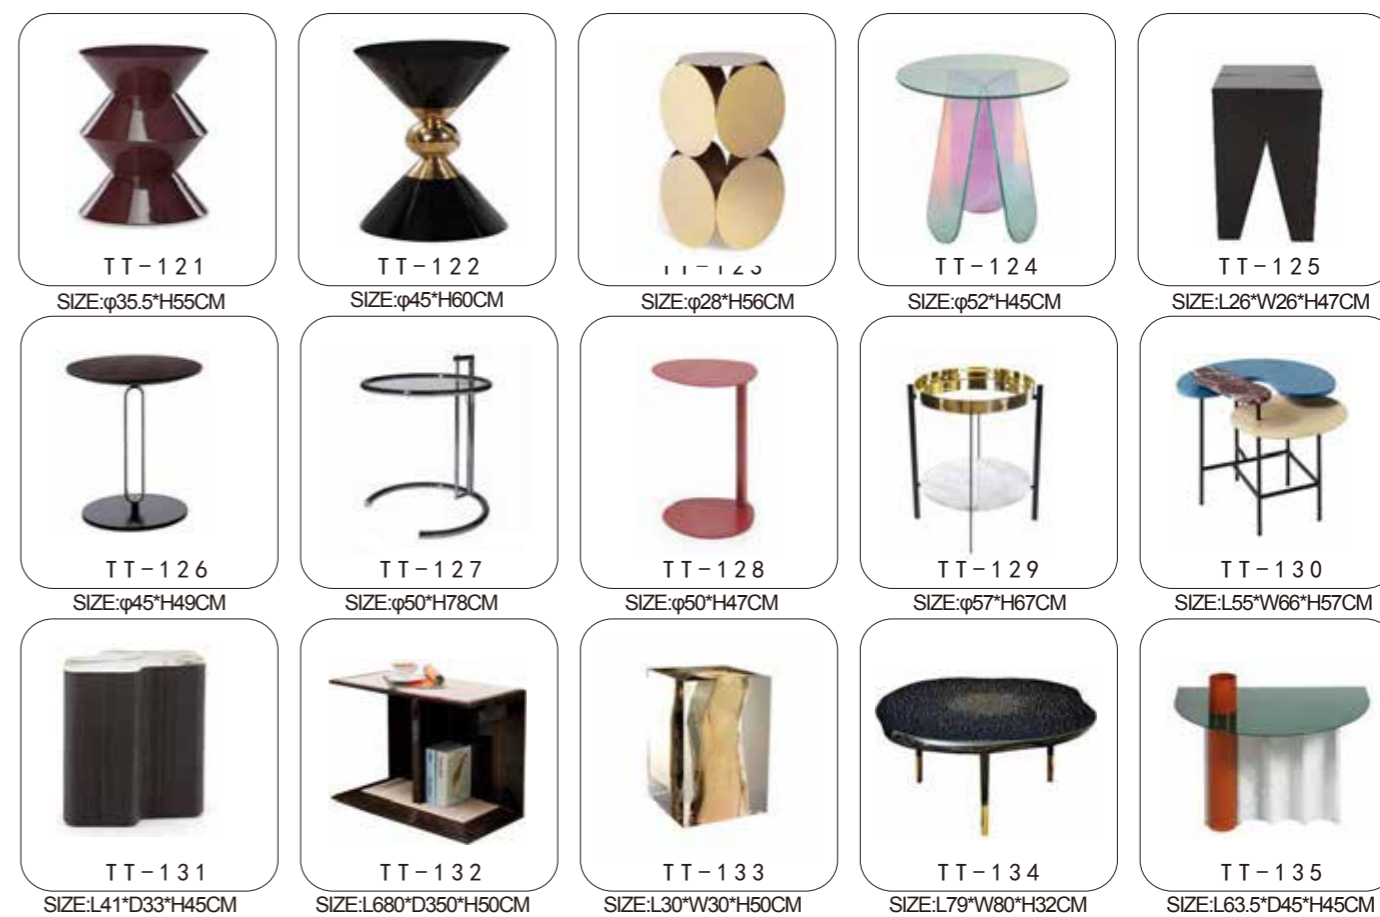 TT-121
SIZE:φ35.5*H55CM
TT-122
SIZE:φ45*H60CM
TT-123
SIZE:φ28*H56CM
TT-124
SIZE:φ52*H45CM
TT-125
SIZE:L26*W26*H47CM
TT-126
SIZE:φ45*H49CM
TT-127
SIZE:φ50*H78CM
TT-128
SIZE:φ50*H47CM
TT-129
SIZE:φ57*H67CM
TT-130
SIZE:L55*W66*H57CM
TT-131
SIZE:L41*D33*H45CM
TT-132
SIZE:L680*D350*H50CM
TT-133
SIZE:L30*W30*H50CM
TT-134
SIZE:L79*W80*H32CM
TT-135
SIZE:L63.5*D45*H45CM